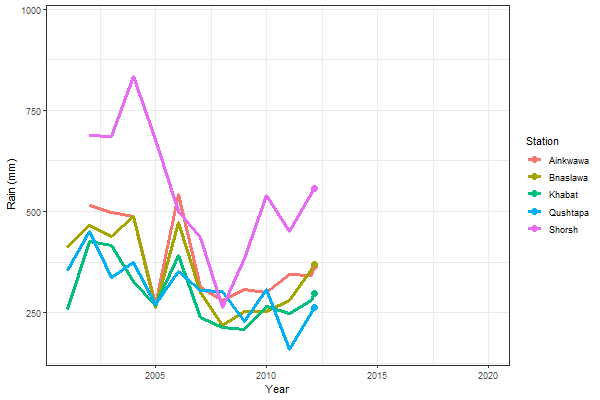 1000
750
500
250
Rain (mm)
2005
2010
2015
2020
Year
Station
Ainkwawa
Bnaslawa
Khabat
Qushtapa
Shorsh